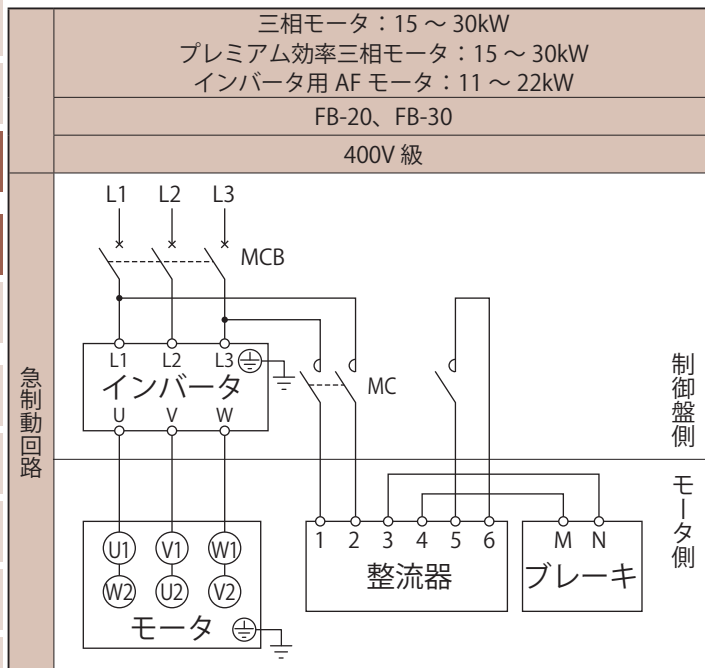 三相モータ：15 ～ 30kW
プレミアム効率三相モータ：15 ～ 30kW
インバータ用 AF モータ：11 ～ 22kW
FB-20、FB-30
400V 級
急制動回路
L1 L2 L3
MCB
L1 L2 L3
インバータ
U V W
MC
制御盤側
モータ側
U1 V1 W1
W2 U2 V2
モータ
1 2 3 4 5 6
整流器
M N
ブレーキ